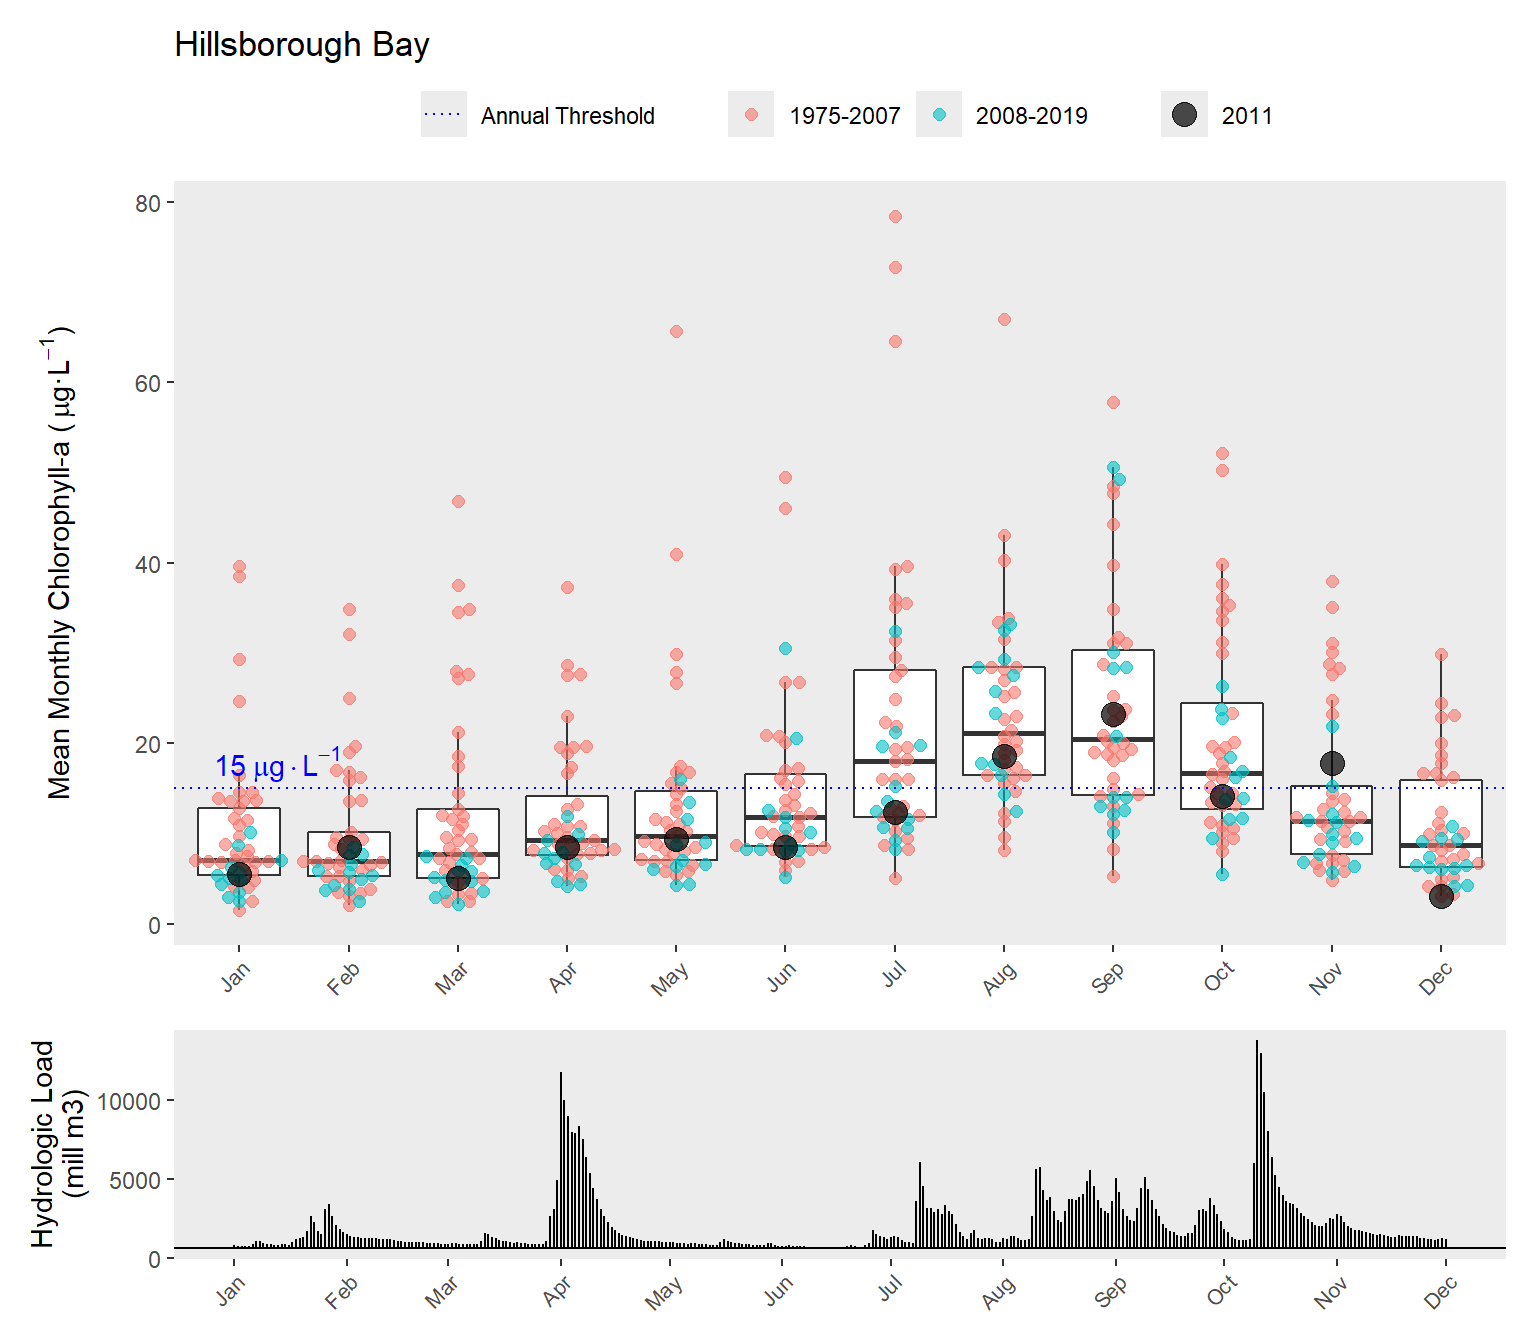 Hillsborough Bay
Annual Threshold
1975-2007
2008-2019
2011
Mean Monthly Chlorophyll-a ( µg·L⁻¹)
80
60
40
20
0
15 µg·L⁻¹
Jan
Feb
Mar
Apr
May
Jun
Jul
Aug
Sep
Oct
Nov
Dec
Hydrologic Load
(mill m3)
10000
5000
0
Jan
Feb
Mar
Apr
May
Jun
Jul
Aug
Sep
Oct
Nov
Dec